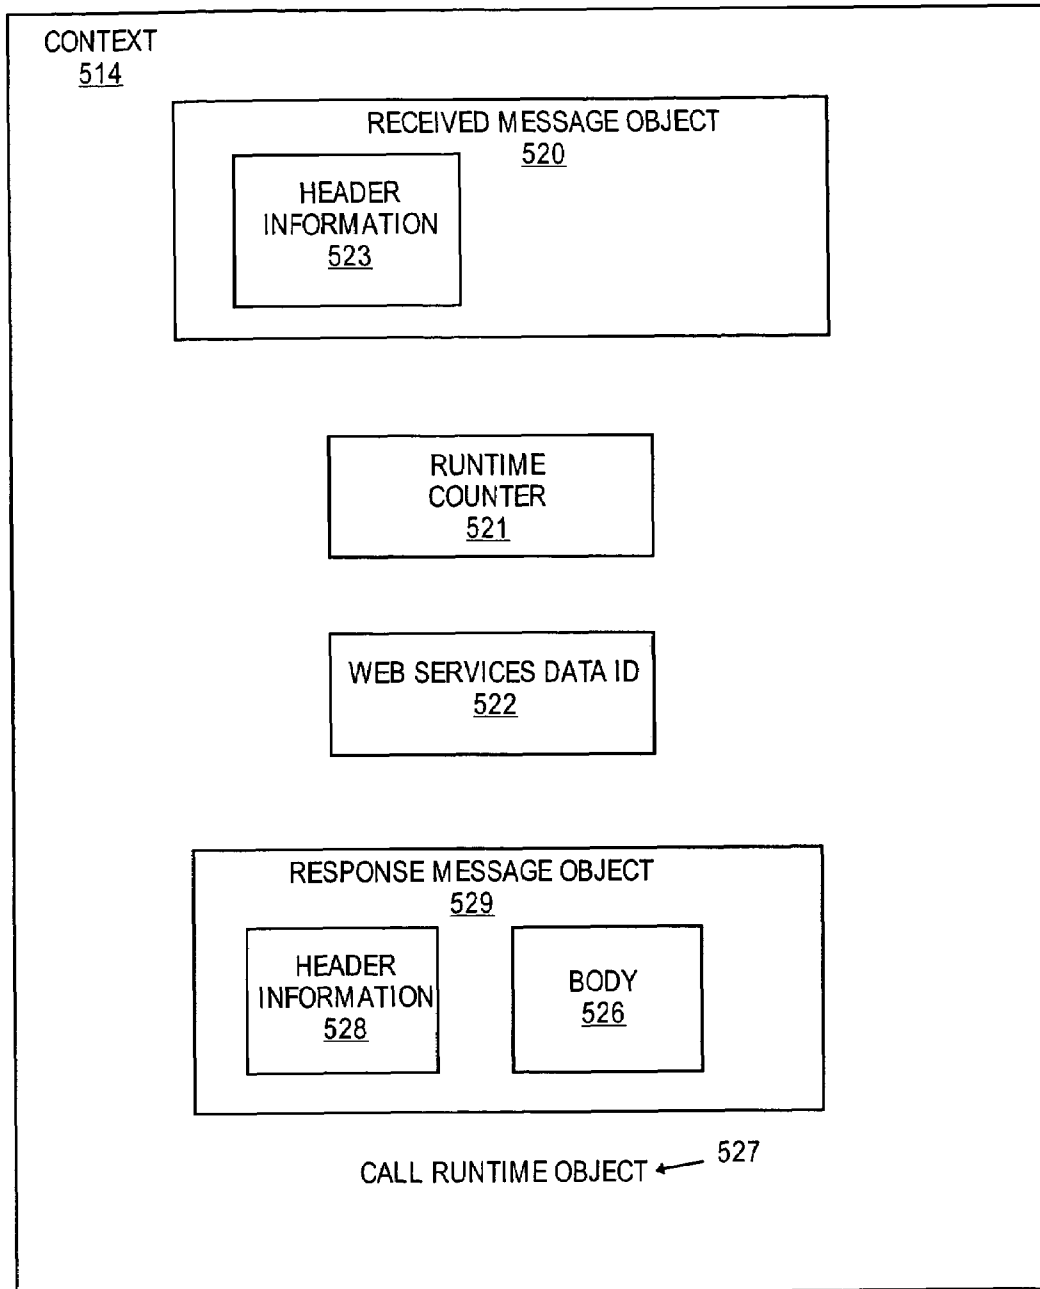 CONTEXT
514
RECEIVED MESSAGE OBJECT
520
HEADER
INFORMATION
523
RUNTIME
COUNTER
521
WEB SERVICES DATA ID
522
RESPONSE MESSAGE OBJECT
529
HEADER
INFORMATION
528
BODY
526
CALL RUNTIME OBJECT
527